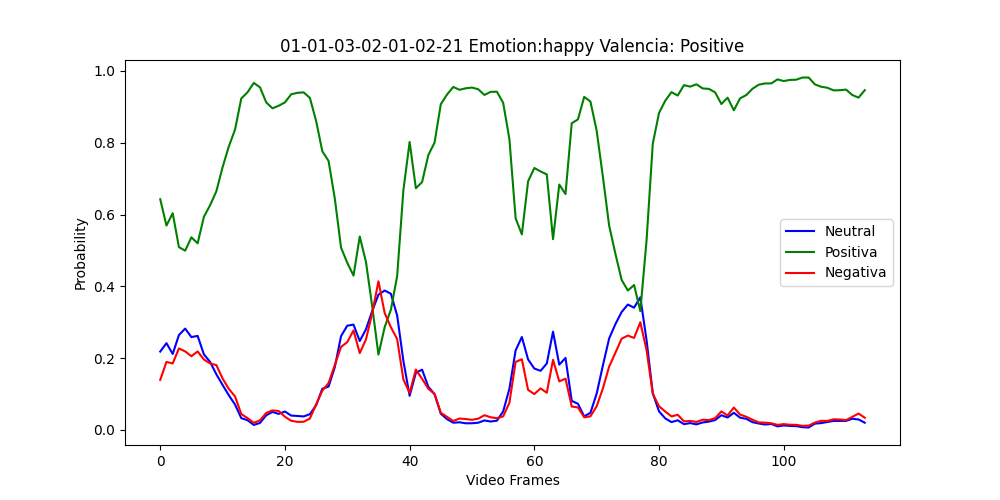 01-01-03-02-01-02-21 Emotion:happy Valencia: Positive
1.0
0.8
0.6
0.4
0.2
0.0
Probability
Neutral
Positiva
Negativa
0 20 40 60 80 100
Video Frames